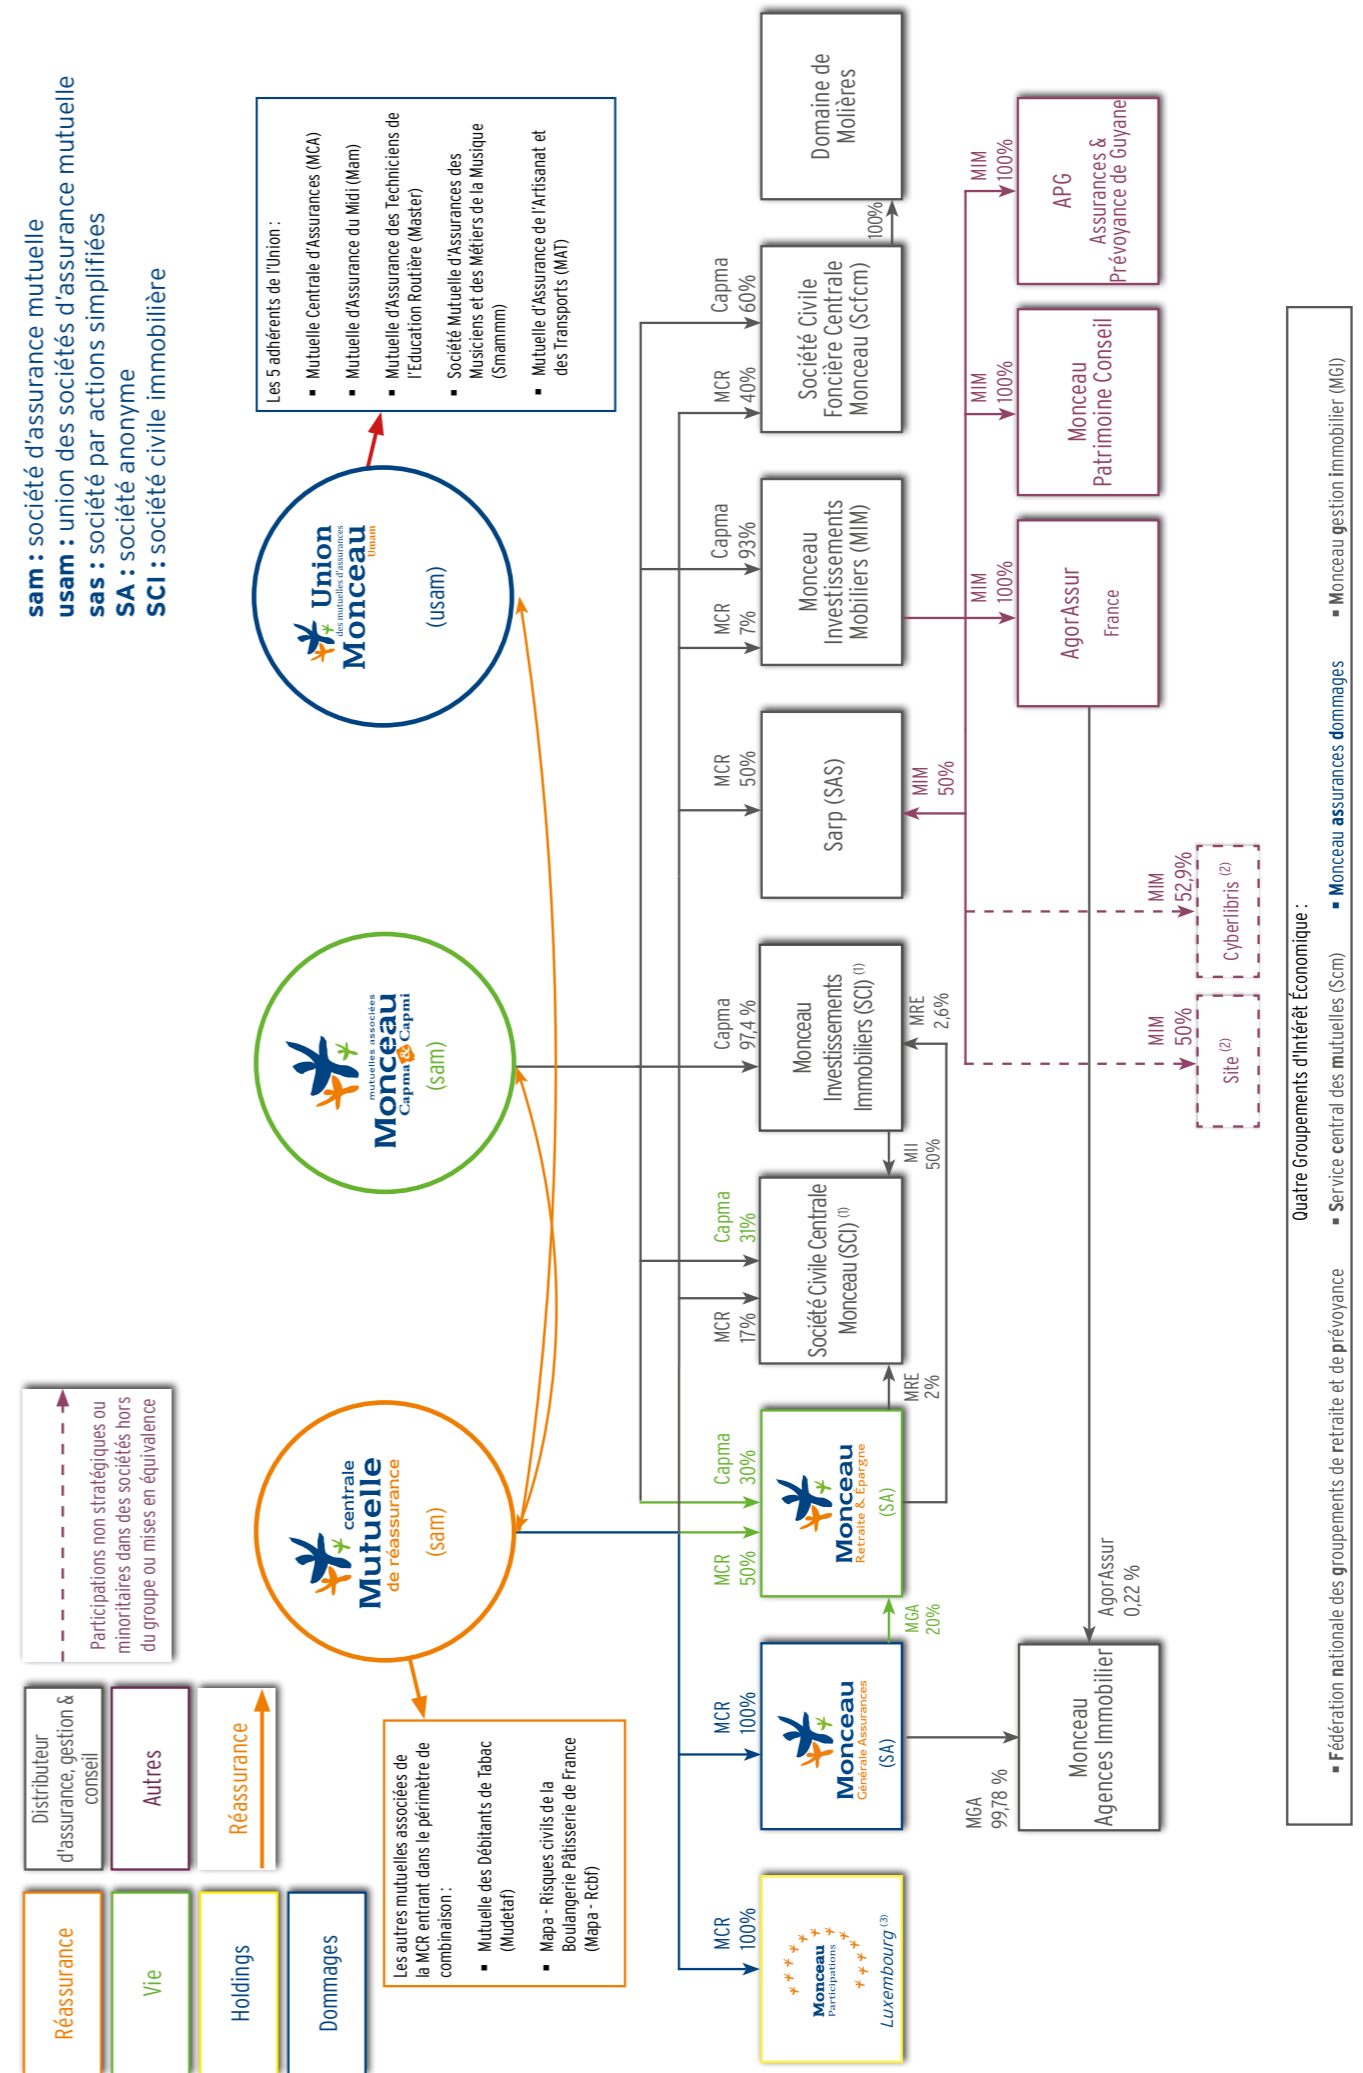 Réassurance
Vie
Holdings
Dommages
Distributeur
d'assurance, gestion &
conseil
Autres
Réassurance
Participations non stratégiques ou
minoritaires dans des sociétés hors
du groupe ou mises en équivalence
sam : société d'assurance mutuelle
usam : union des sociétés d'assurance mutuelle
sas : société par actions simplifiées
SA : société anonyme
SCI : société civile immobilière
Les autres mutuelles associées de
la MCR entrant dans le périmètre de
combinaison :
▪ Mutuelle des Débitants de Tabac
(Mudetaf)
▪ Mapa - Risques civils de la
Boulangerie Pâtisserie de France
(Mapa - Rcbf)
centrale
Mutuelle
de réassurance
(sam)
mutuelles associées
Monceau
Capma & Capmi
(sam)
Union
des mutuelles d'assurances
Monceau
Umam
(usam)
Les 5 adhérents de l'Union :
▪ Mutuelle Centrale d'Assurances (MCA)
▪ Mutuelle d'Assurance du Midi (Mam)
▪ Mutuelle d'Assurance des Techniciens de
l'Education Routière (Master)
▪ Société Mutuelle d'Assurances des
Musiciens et des Métiers de la Musique
(Smammm)
▪ Mutuelle d'Assurance de l'Artisanat et
des Transports (MAT)
MCR
100%
Monceau
Participations
Luxembourg (3)
MCR
100%
Monceau
Générale Assurances
(SA)
MGA
20%
MCR
50%
Capma
30%
Monceau
Retraite & Épargne
(SA)
MRE
2%
MCR
17%
Capma
31%
Société Civile Centrale
Monceau (SCI) (1)
MII
50%
Capma
97,4 %
Monceau
Investissements
Immobiliers (SCI) (1)
MRE
2,6%
MCR
50%
Sarp (SAS)
MIM
50%
MCR
7%
Capma
93%
Monceau
Investissements
Mobiliers (MIM)
MCR
40%
Capma
60%
Société Civile
Foncière Centrale
Monceau (Scfcm)
100%
Domaine de
Molières
MGA
99,78 %
Monceau
Agences Immobilier
AgorAssur
0,22 %
MIM
100%
AgorAssur
France
MIM
100%
Monceau
Patrimoine Conseil
MIM
100%
APG
Assurances &
Prévoyance de Guyane
MIM
50%
Site (2)
MIM
52,9%
Cyberlibris (2)
Quatre Groupements d'Intérêt Économique :
▪ Fédération nationale des groupements de retraite et de prévoyance ▪ Service central des mutuelles (Scm) ▪ Monceau assurances dommages ▪ Monceau gestion immobilier (MGI)